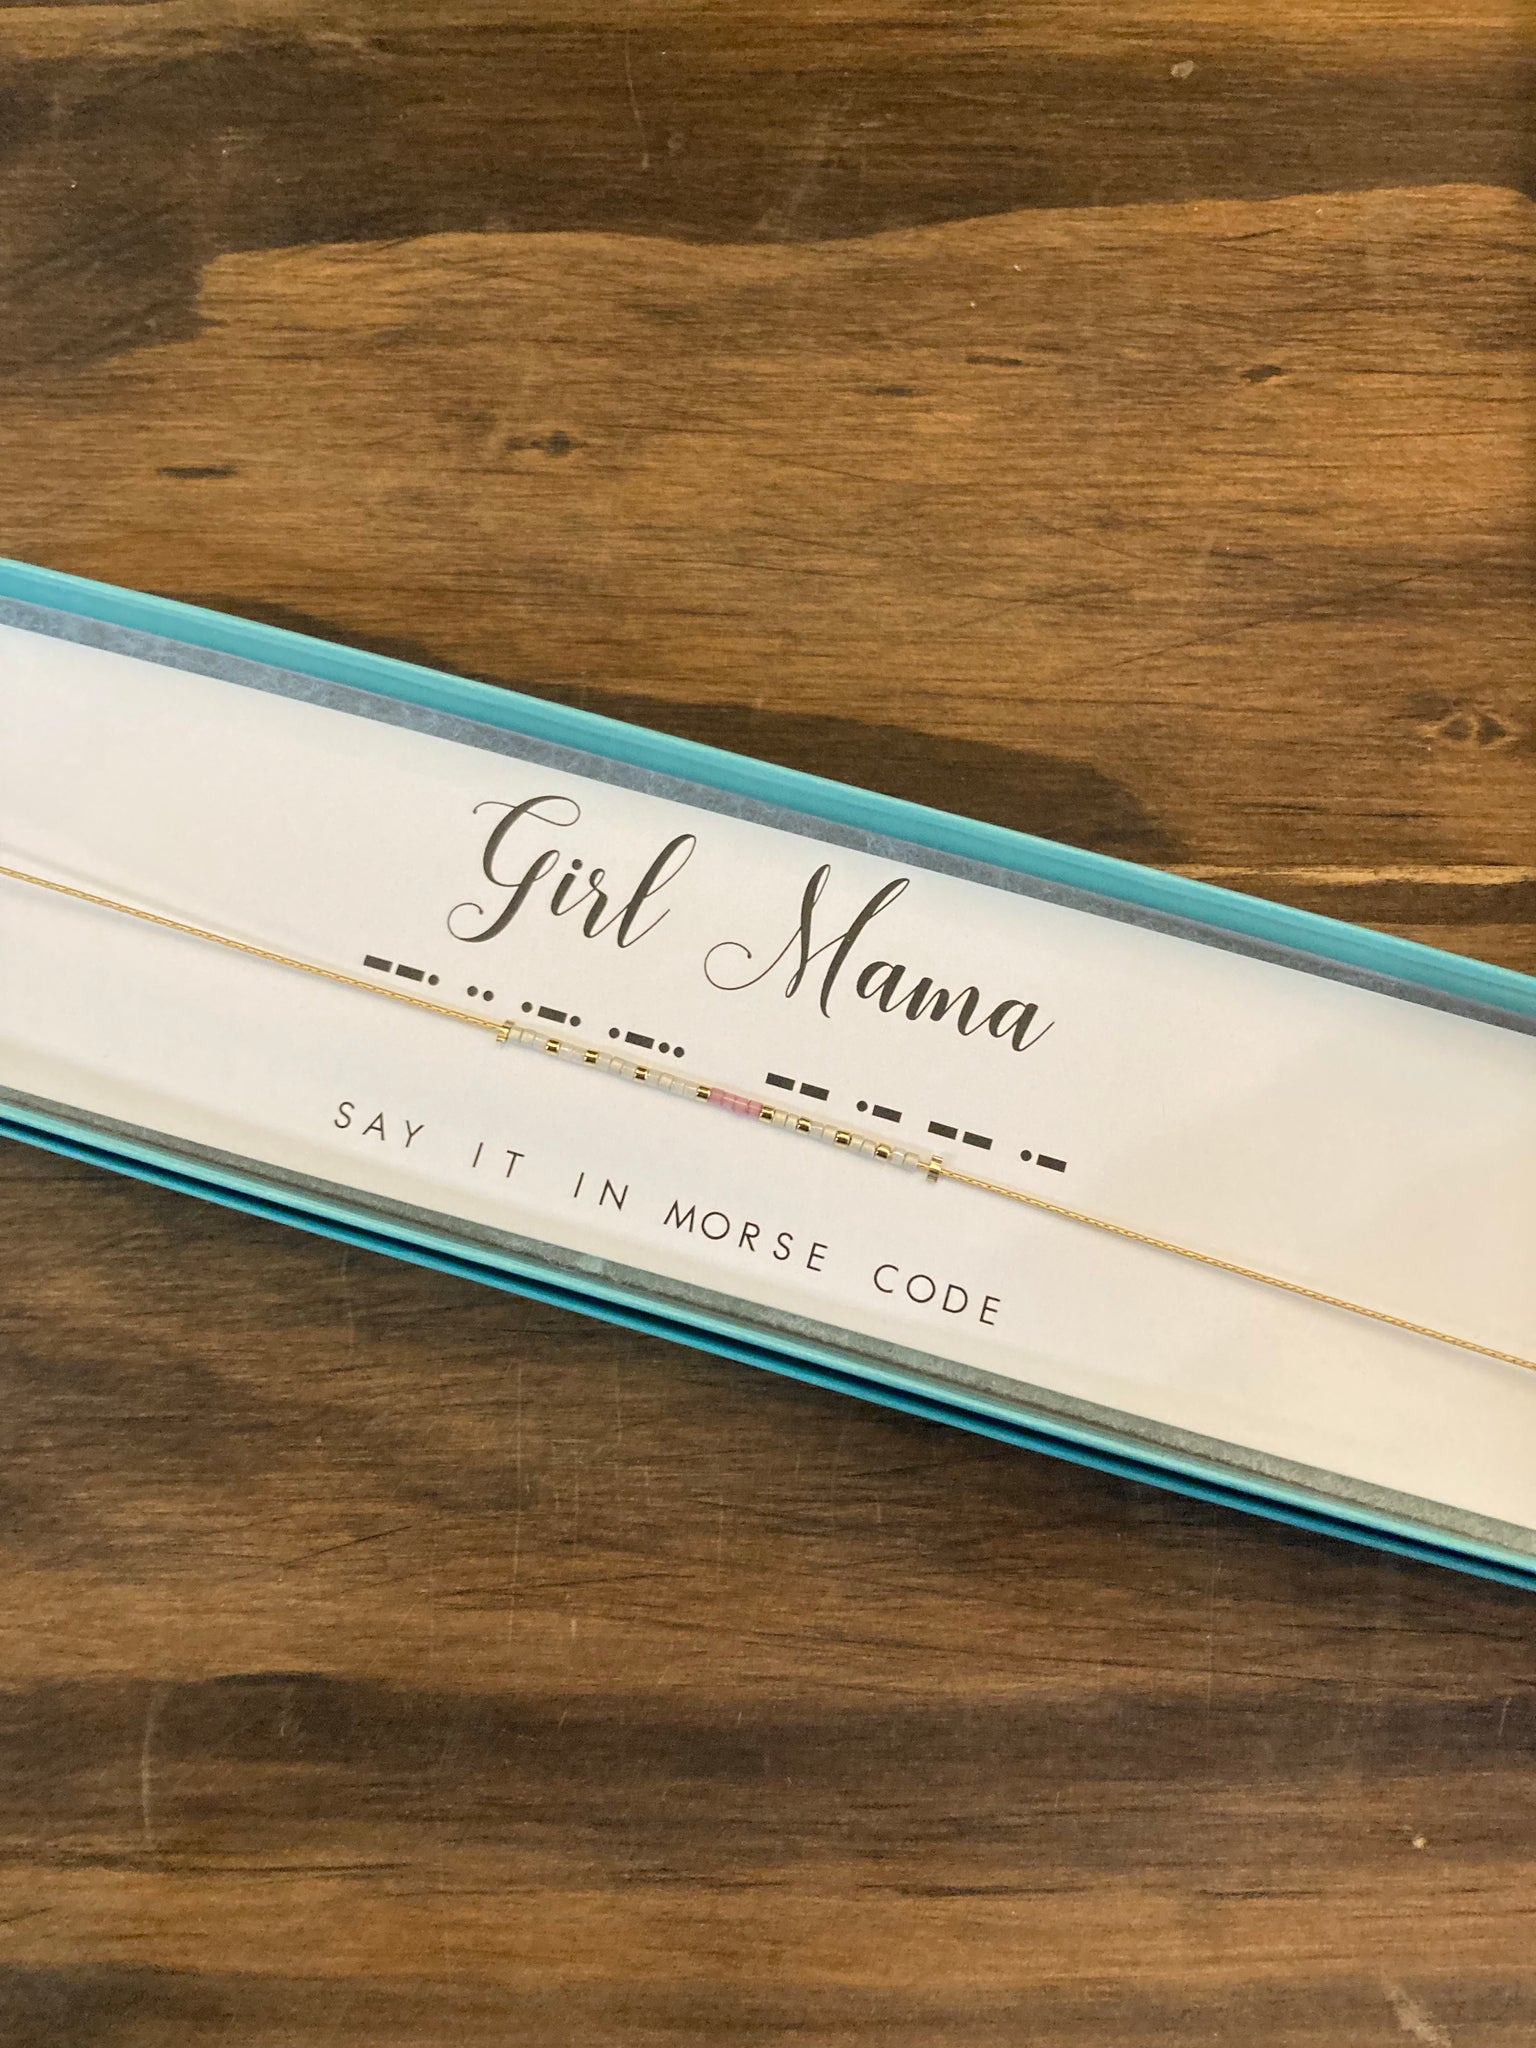 Girl Mama
▬▬• •• •▬• •▬•• ▬▬ •▬ ▬▬ •▬
SAY IT IN MORSE CODE